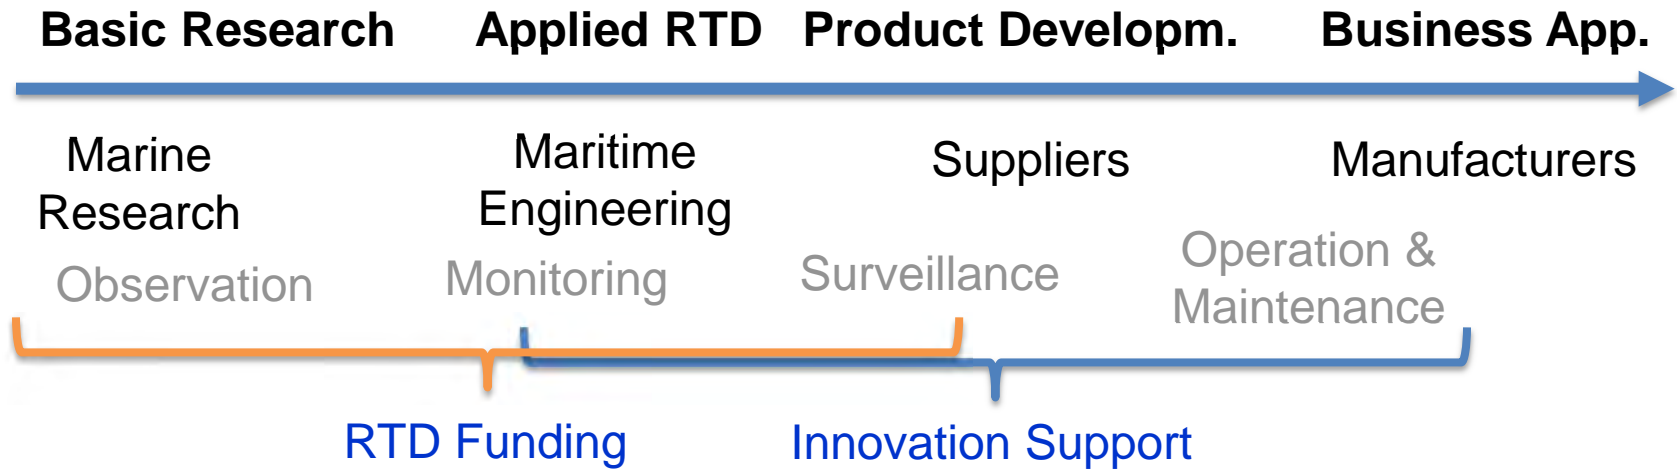 Basic Research Applied RTD Product Developm. Business App.
Marine
Research
Maritime
Engineering
Suppliers
Manufacturers
Observation
Monitoring
Surveillance
Operation &
Maintenance
RTD Funding
Innovation Support